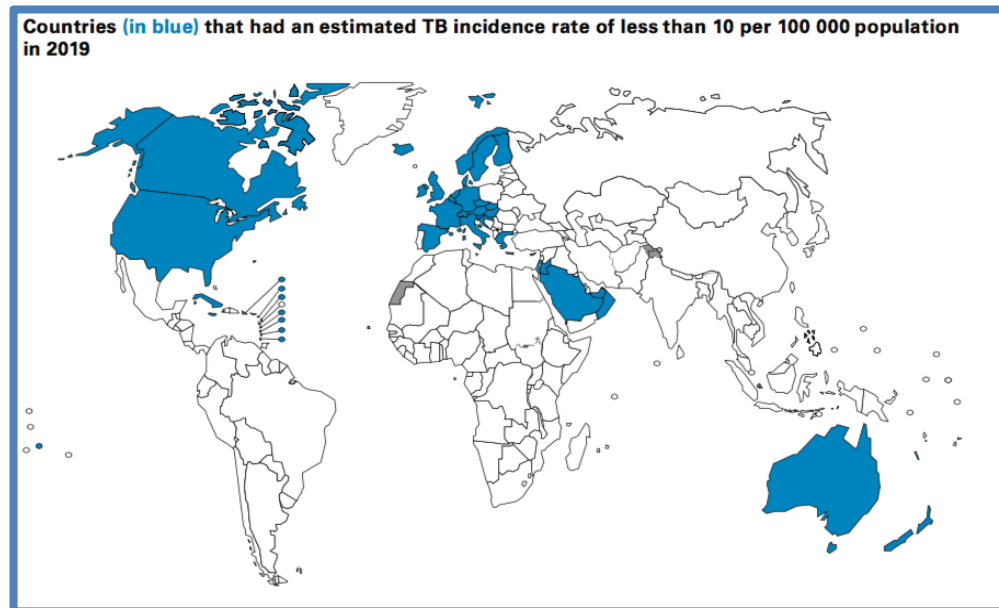 Countries (in blue) that had an estimated TB incidence rate of less than 10 per 100 000 population
in 2019